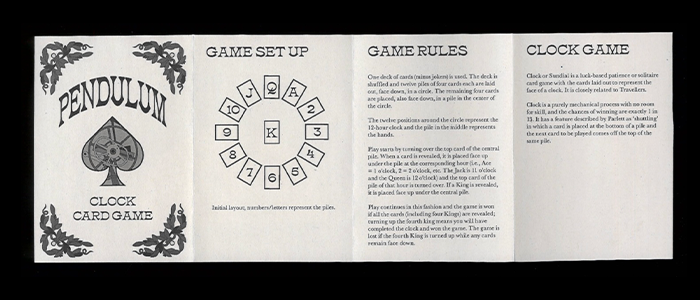 PENDULUM
CLOCK
CARD GAME
GAME SET UP
Q
J
A
10
2
9
K
3
8
4
7
5
6
Initial layout, numbers/letters represent the piles.
GAME RULES
One deck of cards (minus jokers) is used. The deck is
shuffled and twelve piles of four cards each are laid
out, face down, in a circle. The remaining four cards
are placed, also face down, in a pile in the center of
the circle.
The twelve positions around the circle represent the
12-hour clock and the pile in the middle represents
the hands.
Play starts by turning over the top card of the central
pile. When a card is revealed, it is placed face up
under the pile at the corresponding hour (i.e., Ace
= 1 o'clock, 2 = 2 o'clock, etc. The Jack is 11 o'clock
and the Queen is 12 o'clock) and the top card of the
pile of that hour is turned over. If a King is revealed,
it is placed face up under the central pile.
Play continues in this fashion and the game is won
if all the cards (including four Kings) are revealed;
turning up the fourth king means you will have
completed the clock and won the game. The game is
lost if the fourth King is turned up while any cards
remain face down.
CLOCK GAME
Clock or Sundial is a luck-based patience or solitaire
card game with the cards laid out to represent the
face of a clock. It is closely related to Travellers.
Clock is a purely mechanical process with no room
for skill, and the chances of winning are exactly 1 in
13. It has a feature described by Parlett as 'shuttling'
in which a card is placed at the bottom of a pile and
the next card to be played comes off the top of the
same pile.